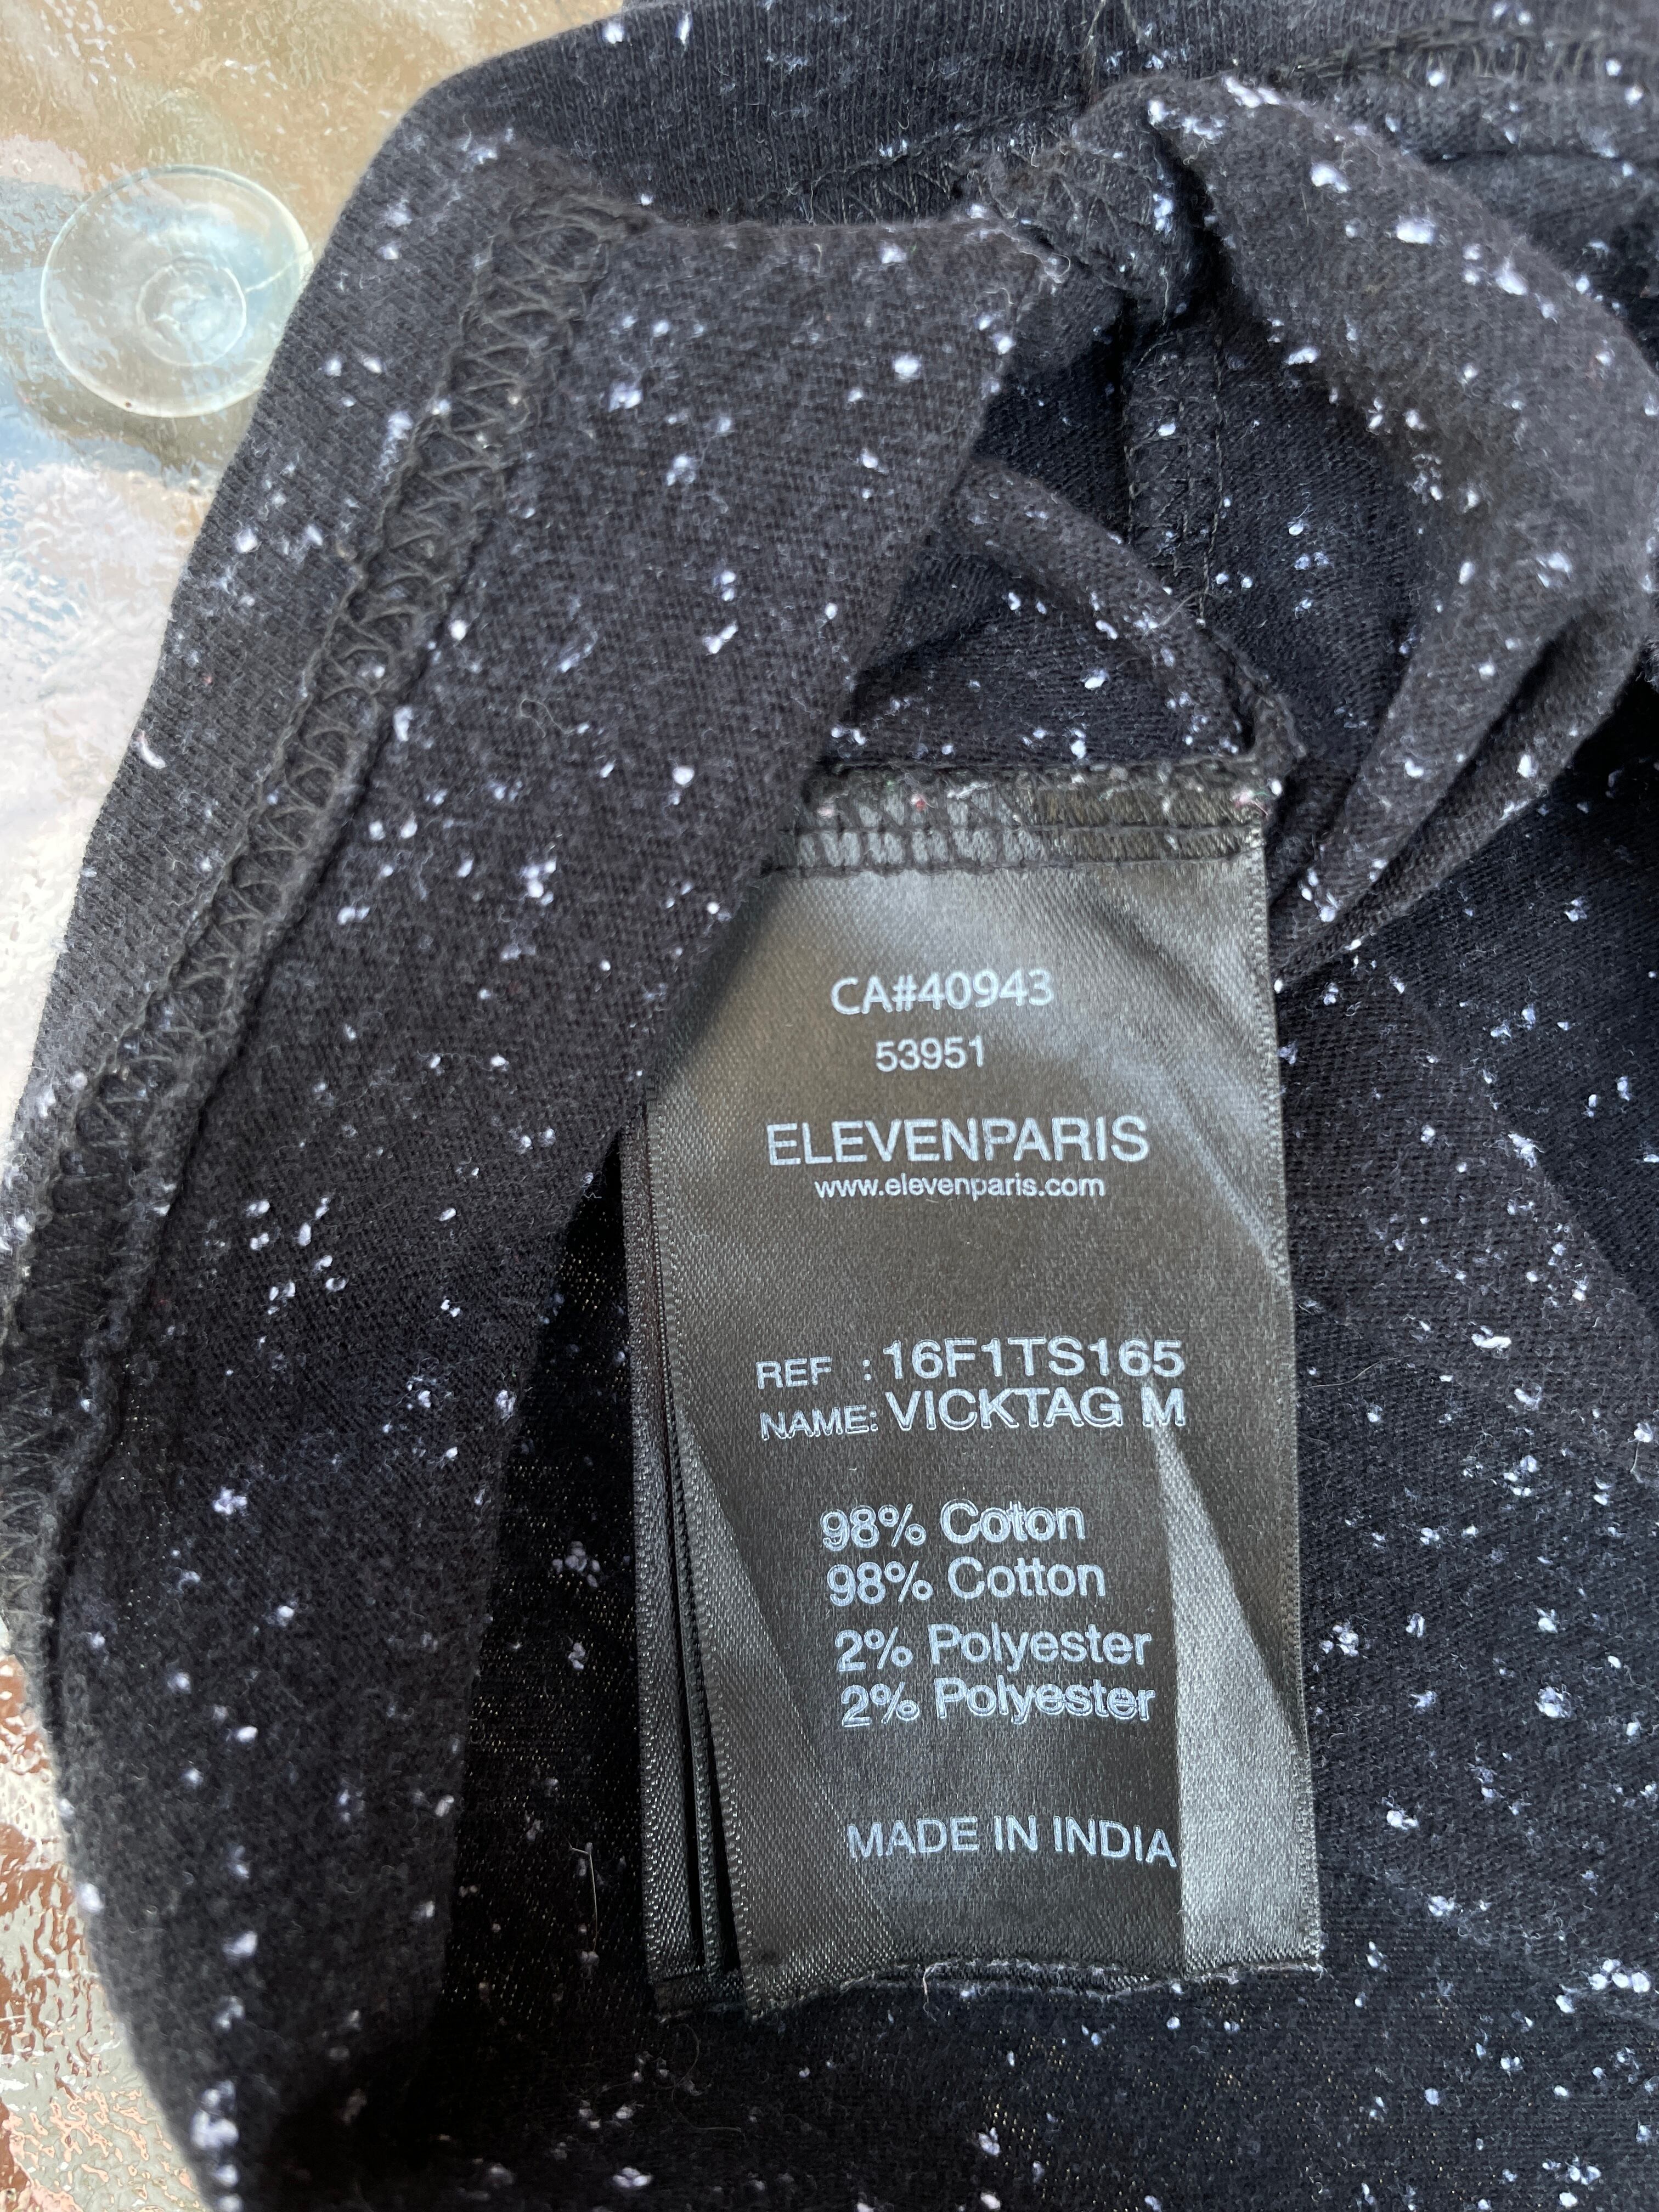 CA#40943
53951
ELEVENPARIS
www.elevenparis.com
REF : 16F1TS165
NAME: VICKTAG M
98% Coton
98% Cotton
2% Polyester
2% Polyester
MADE IN INDIA